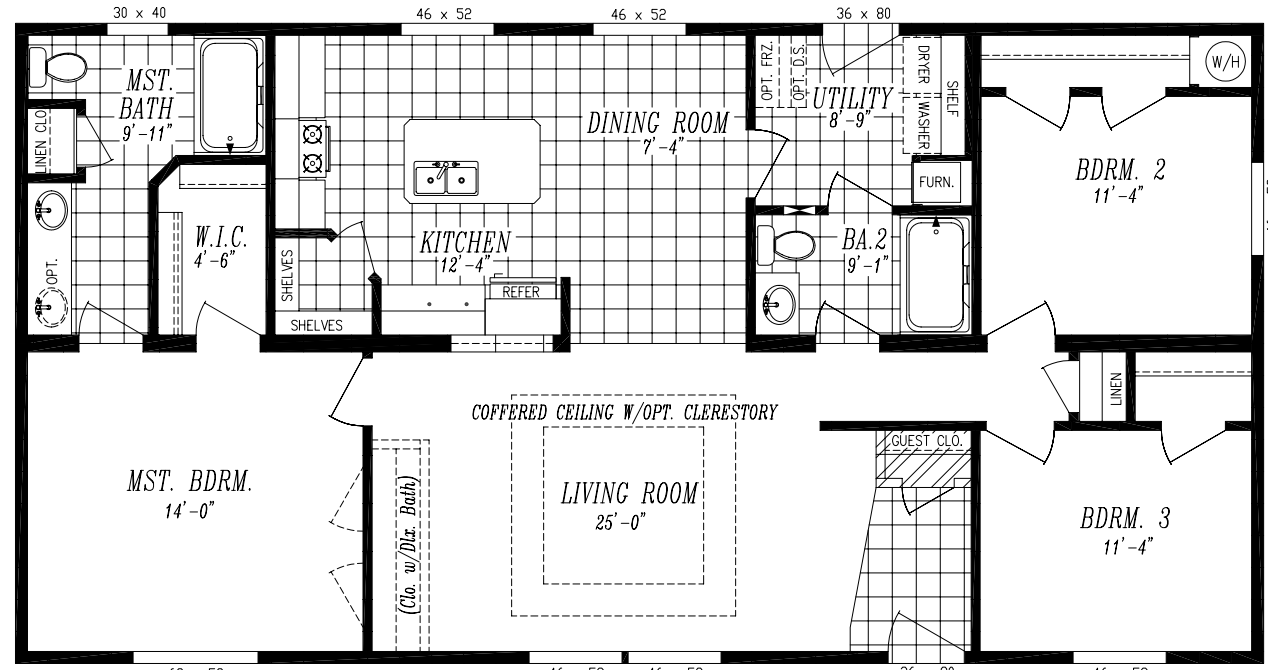 30 x 40
46 x 52
46 x 52
36 x 80
MST.
BATH
9'-11"
LINEN CLO
OPT.
W.I.C.
4'-6"
SHELVES
SHELVES
KITCHEN
12'-4"
REFER
DINING ROOM
7'-4"
OPT. FRZ.
OPT. D.S.
UTILITY
8'-9"
DRYER
WASHER
SHELF
FURN.
BA.2
9'-1"
W/H
BDRM. 2
11'-4"
LINEN
COFFERED CEILING W/OPT. CLERESTORY
GUEST CLO.
MST. BDRM.
14'-0"
(Clo. w/Dlx. Bath)
LIVING ROOM
25'-0"
BDRM. 3
11'-4"